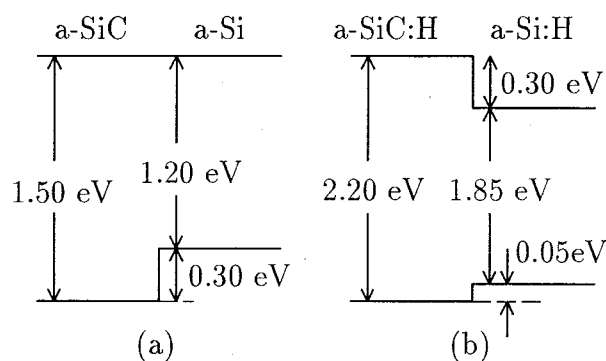 a-SiC a-Si a-SiC:H a-Si:H
0.30 eV
1.50 eV 1.20 eV 2.20 eV 1.85 eV
0.30 eV 0.05eV
(a) (b)